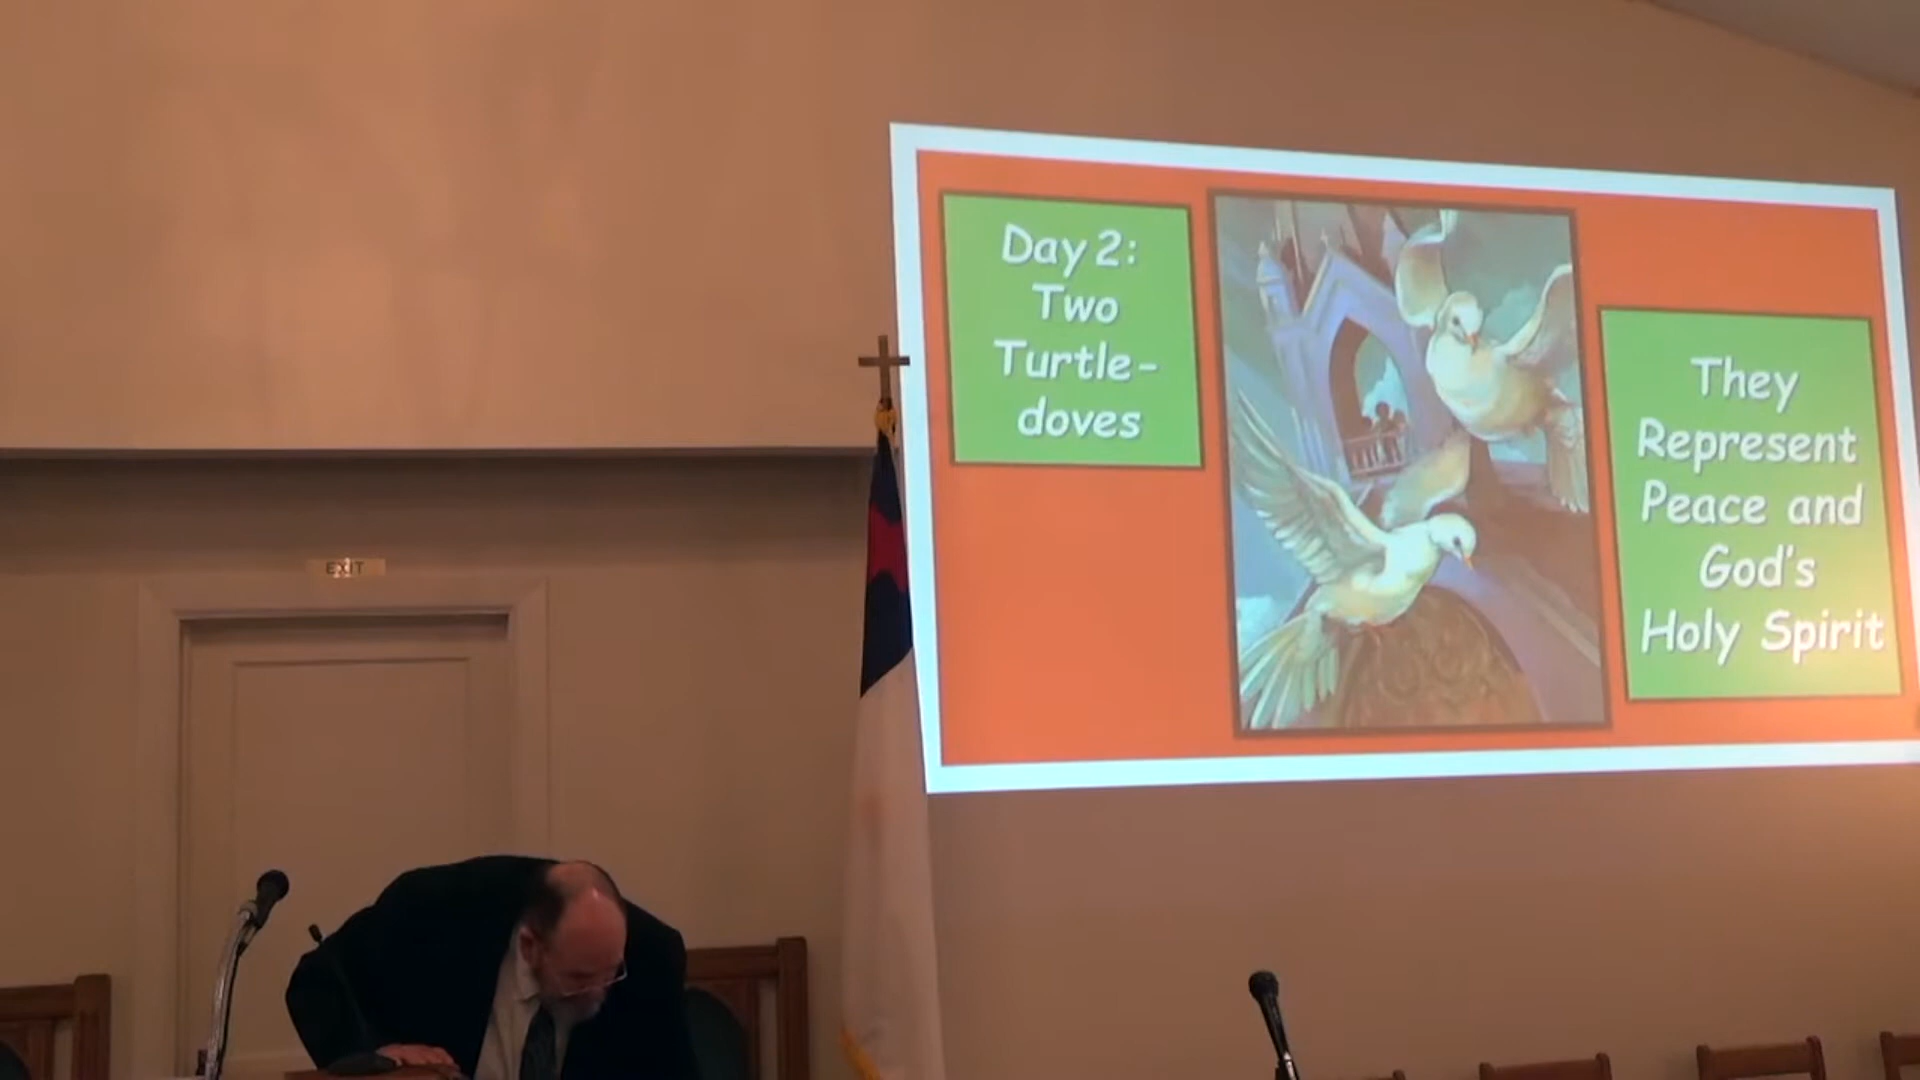 Day 2:
Two
Turtle-
doves
They
Represent
Peace and
God's
Holy Spirit
EXIT